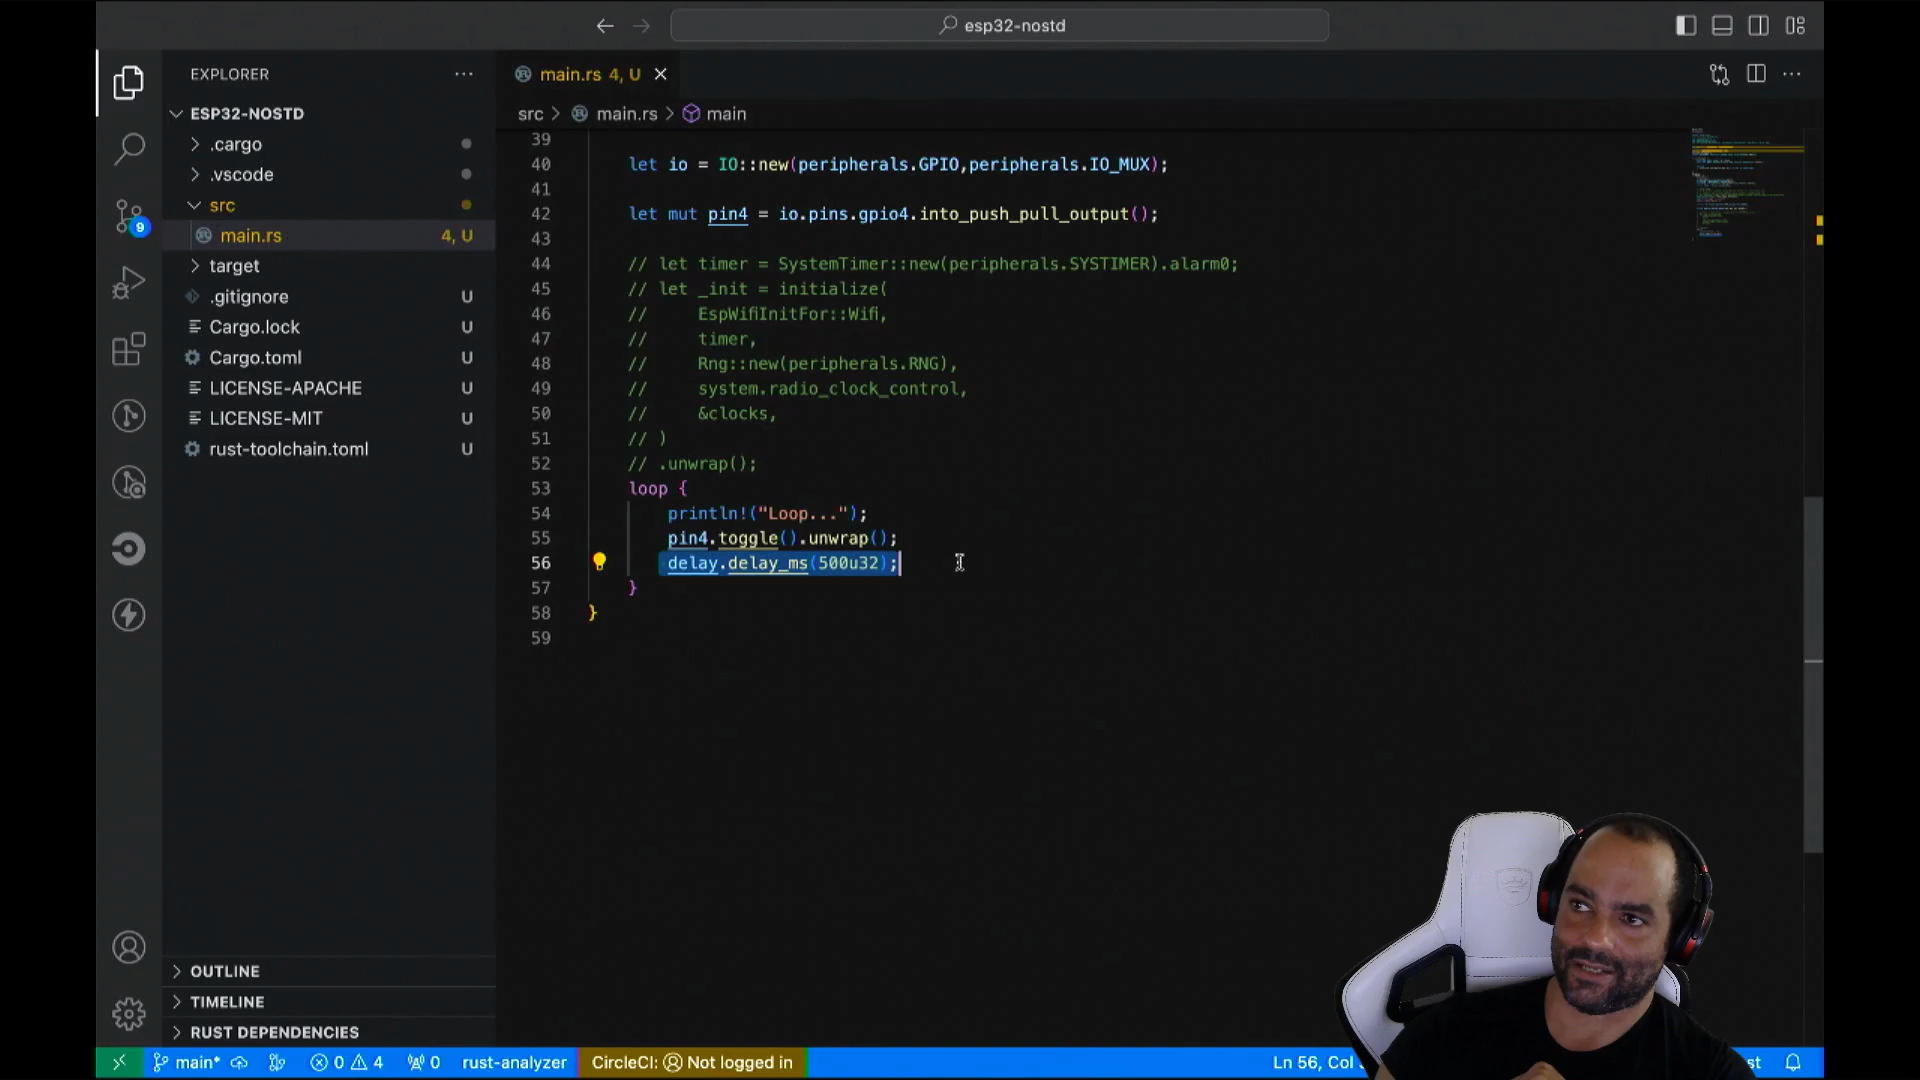 esp32-nostd
EXPLORER
ESP32-NOSTD
.cargo
.vscode
src
main.rs 4, U
target
.gitignore U
Cargo.lock U
Cargo.toml U
LICENSE-APACHE U
LICENSE-MIT U
rust-toolchain.toml U
OUTLINE
TIMELINE
RUST DEPENDENCIES
9
main.rs 4, U
src > main.rs > main
39
40 let io = IO::new(peripherals.GPIO,peripherals.IO_MUX);
41
42 let mut pin4 = io.pins.gpio4.into_push_pull_output();
43
44 // let timer = SystemTimer::new(peripherals.SYSTIMER).alarm0;
45 // let _init = initialize(
46 // EspWifiInitFor::Wifi,
47 // timer,
48 // Rng::new(peripherals.RNG),
49 // system.radio_clock_control,
50 // &clocks,
51 // )
52 // .unwrap();
53 loop {
54 println!("Loop...");
55 pin4.toggle().unwrap();
56 delay.delay_ms(500u32);
57 }
58 }
59
main* 0 4 0 rust-analyzer CircleCI: Not logged in Ln 56, Col